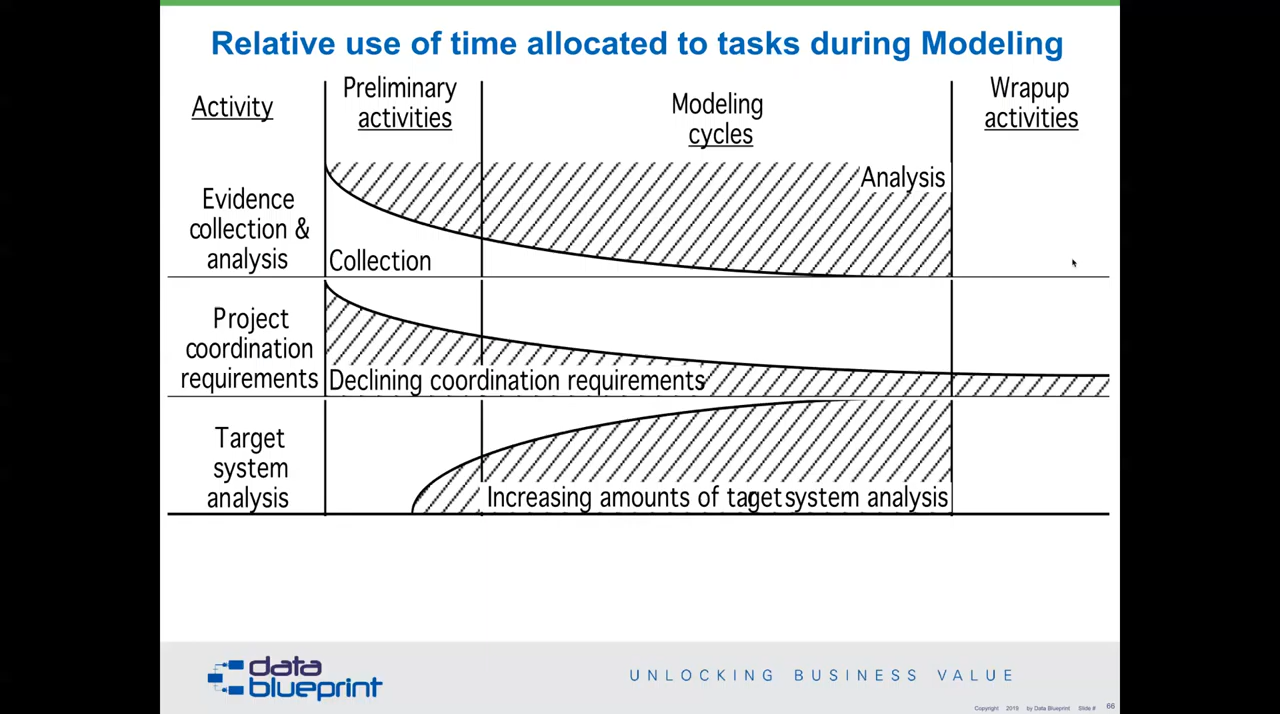 Relative use of time allocated to tasks during Modeling
Activity
Preliminary
activities
Modeling
cycles
Wrapup
activities
Evidence
collection &
analysis
Analysis
Collection
Project
coordination
requirements
Declining coordination requirements
Target
system
analysis
Increasing amounts of target system analysis
data
blueprint
UNLOCKING BUSINESS VALUE
Copyright 2019 by Data Blueprint Slide # 66